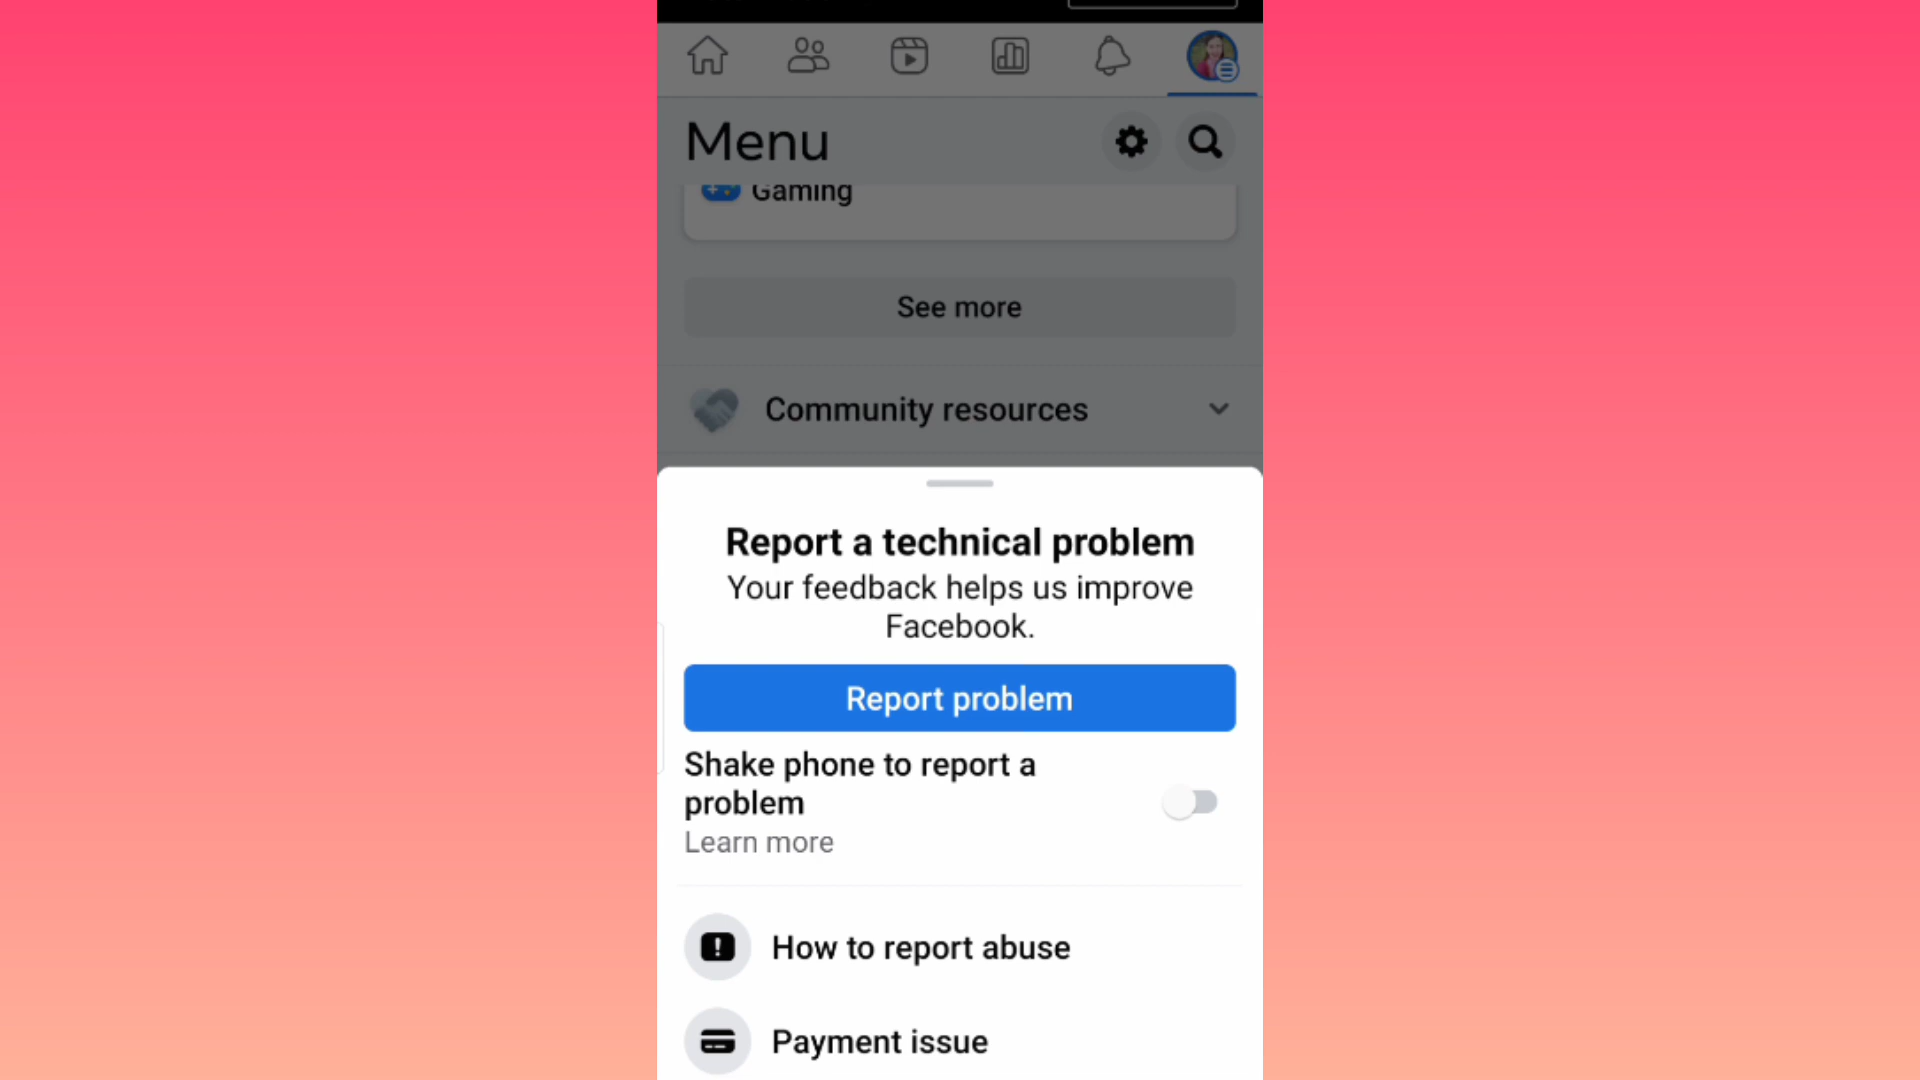 Menu
Gaming
See more
Community resources
Report a technical problem
Your feedback helps us improve
Facebook.
Report problem
Shake phone to report a
problem
Learn more
How to report abuse
Payment issue